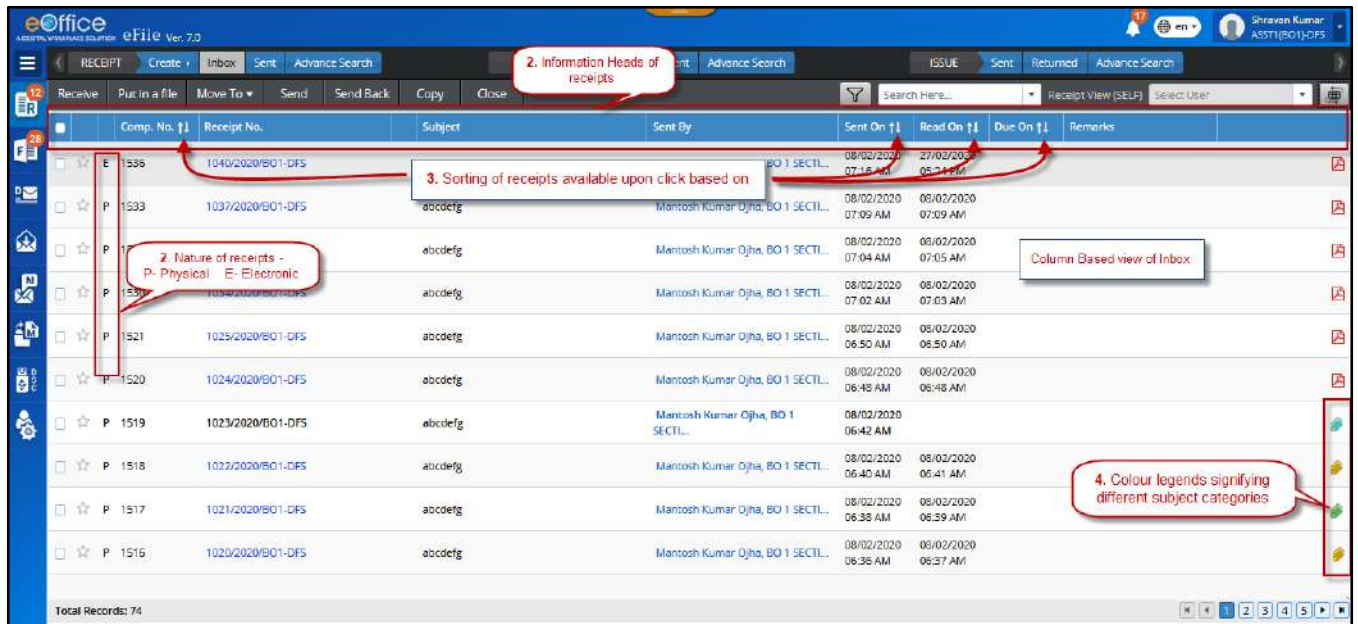 eOffice
A DIGITAL WORKPLACE SOLUTION
eFile Ver. 7.0
17
en
Shravan Kumar
ASST1(BO1)-DFS
RECEIPT Create Inbox Sent Advance Search
Advance Search
ISSUE Sent Returned Advance Search
2. Information Heads of
receipts
12
R
Receive Put in a file Move To Send Send Back Copy Close
Search Here... Receipt View (SELF) Select User
Comp. No. Receipt No. Subject Sent By Sent On Read On Due On Remarks
28
F
E 1536 1040/2020/BO1-DFS BO 1 SECTI... 08/02/2020 27/02/2020
07:16 AM
3. Sorting of receipts available upon click based on
P 1533 1037/2020/BO1-DFS abcdefg Mantosh Kumar Ojha, BO 1 SECTI... 08/02/2020 08/02/2020
07:09 AM 07:09 AM
D
P abcdefg Mantosh Kumar Ojha, BO 1 SECTI... 08/02/2020 08/02/2020
07:04 AM 07:05 AM
2. Nature of receipts -
P- Physical E- Electronic
Column Based view of Inbox
N
P 1530 1034/2020/BO1-DFS abcdefg Mantosh Kumar Ojha, BO 1 SECTI... 08/02/2020 08/02/2020
07:02 AM 07:03 AM
P 1521 1025/2020/BO1-DFS abcdefg Mantosh Kumar Ojha, BO 1 SECTI... 08/02/2020 08/02/2020
06:50 AM 06:50 AM
D
S
C
P 1520 1024/2020/BO1-DFS abcdefg Mantosh Kumar Ojha, BO 1 SECTI... 08/02/2020 08/02/2020
06:48 AM 06:48 AM
P 1519 1023/2020/BO1-DFS abcdefg Mantosh Kumar Ojha, BO 1 08/02/2020
SECTI... 06:42 AM
P 1518 1022/2020/BO1-DFS abcdefg Mantosh Kumar Ojha, BO 1 SECTI... 08/02/2020 08/02/2020
06:40 AM 06:41 AM
4. Colour legends signifying
different subject categories
P 1517 1021/2020/BO1-DFS abcdefg Mantosh Kumar Ojha, BO 1 SECTI... 08/02/2020 08/02/2020
06:38 AM 06:39 AM
P 1516 1020/2020/BO1-DFS abcdefg Mantosh Kumar Ojha, BO 1 SECTI... 08/02/2020 08/02/2020
06:36 AM 06:37 AM
Total Records: 74
1 2 3 4 5